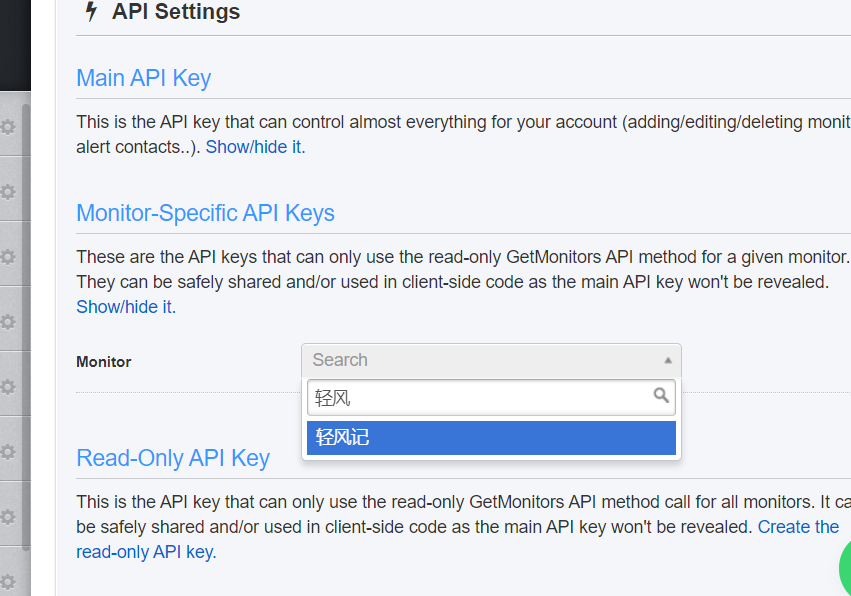 API Settings
Main API Key
This is the API key that can control almost everything for your account (adding/editing/deleting monit
alert contacts..). Show/hide it.
Monitor-Specific API Keys
These are the API keys that can only use the read-only GetMonitors API method for a given monitor.
They can be safely shared and/or used in client-side code as the main API key won't be revealed.
Show/hide it.
Monitor
Search
轻风
轻风记
Read-Only API Key
This is the API key that can only use the read-only GetMonitors API method call for all monitors. It ca
be safely shared and/or used in client-side code as the main API key won't be revealed. Create the
read-only API key.